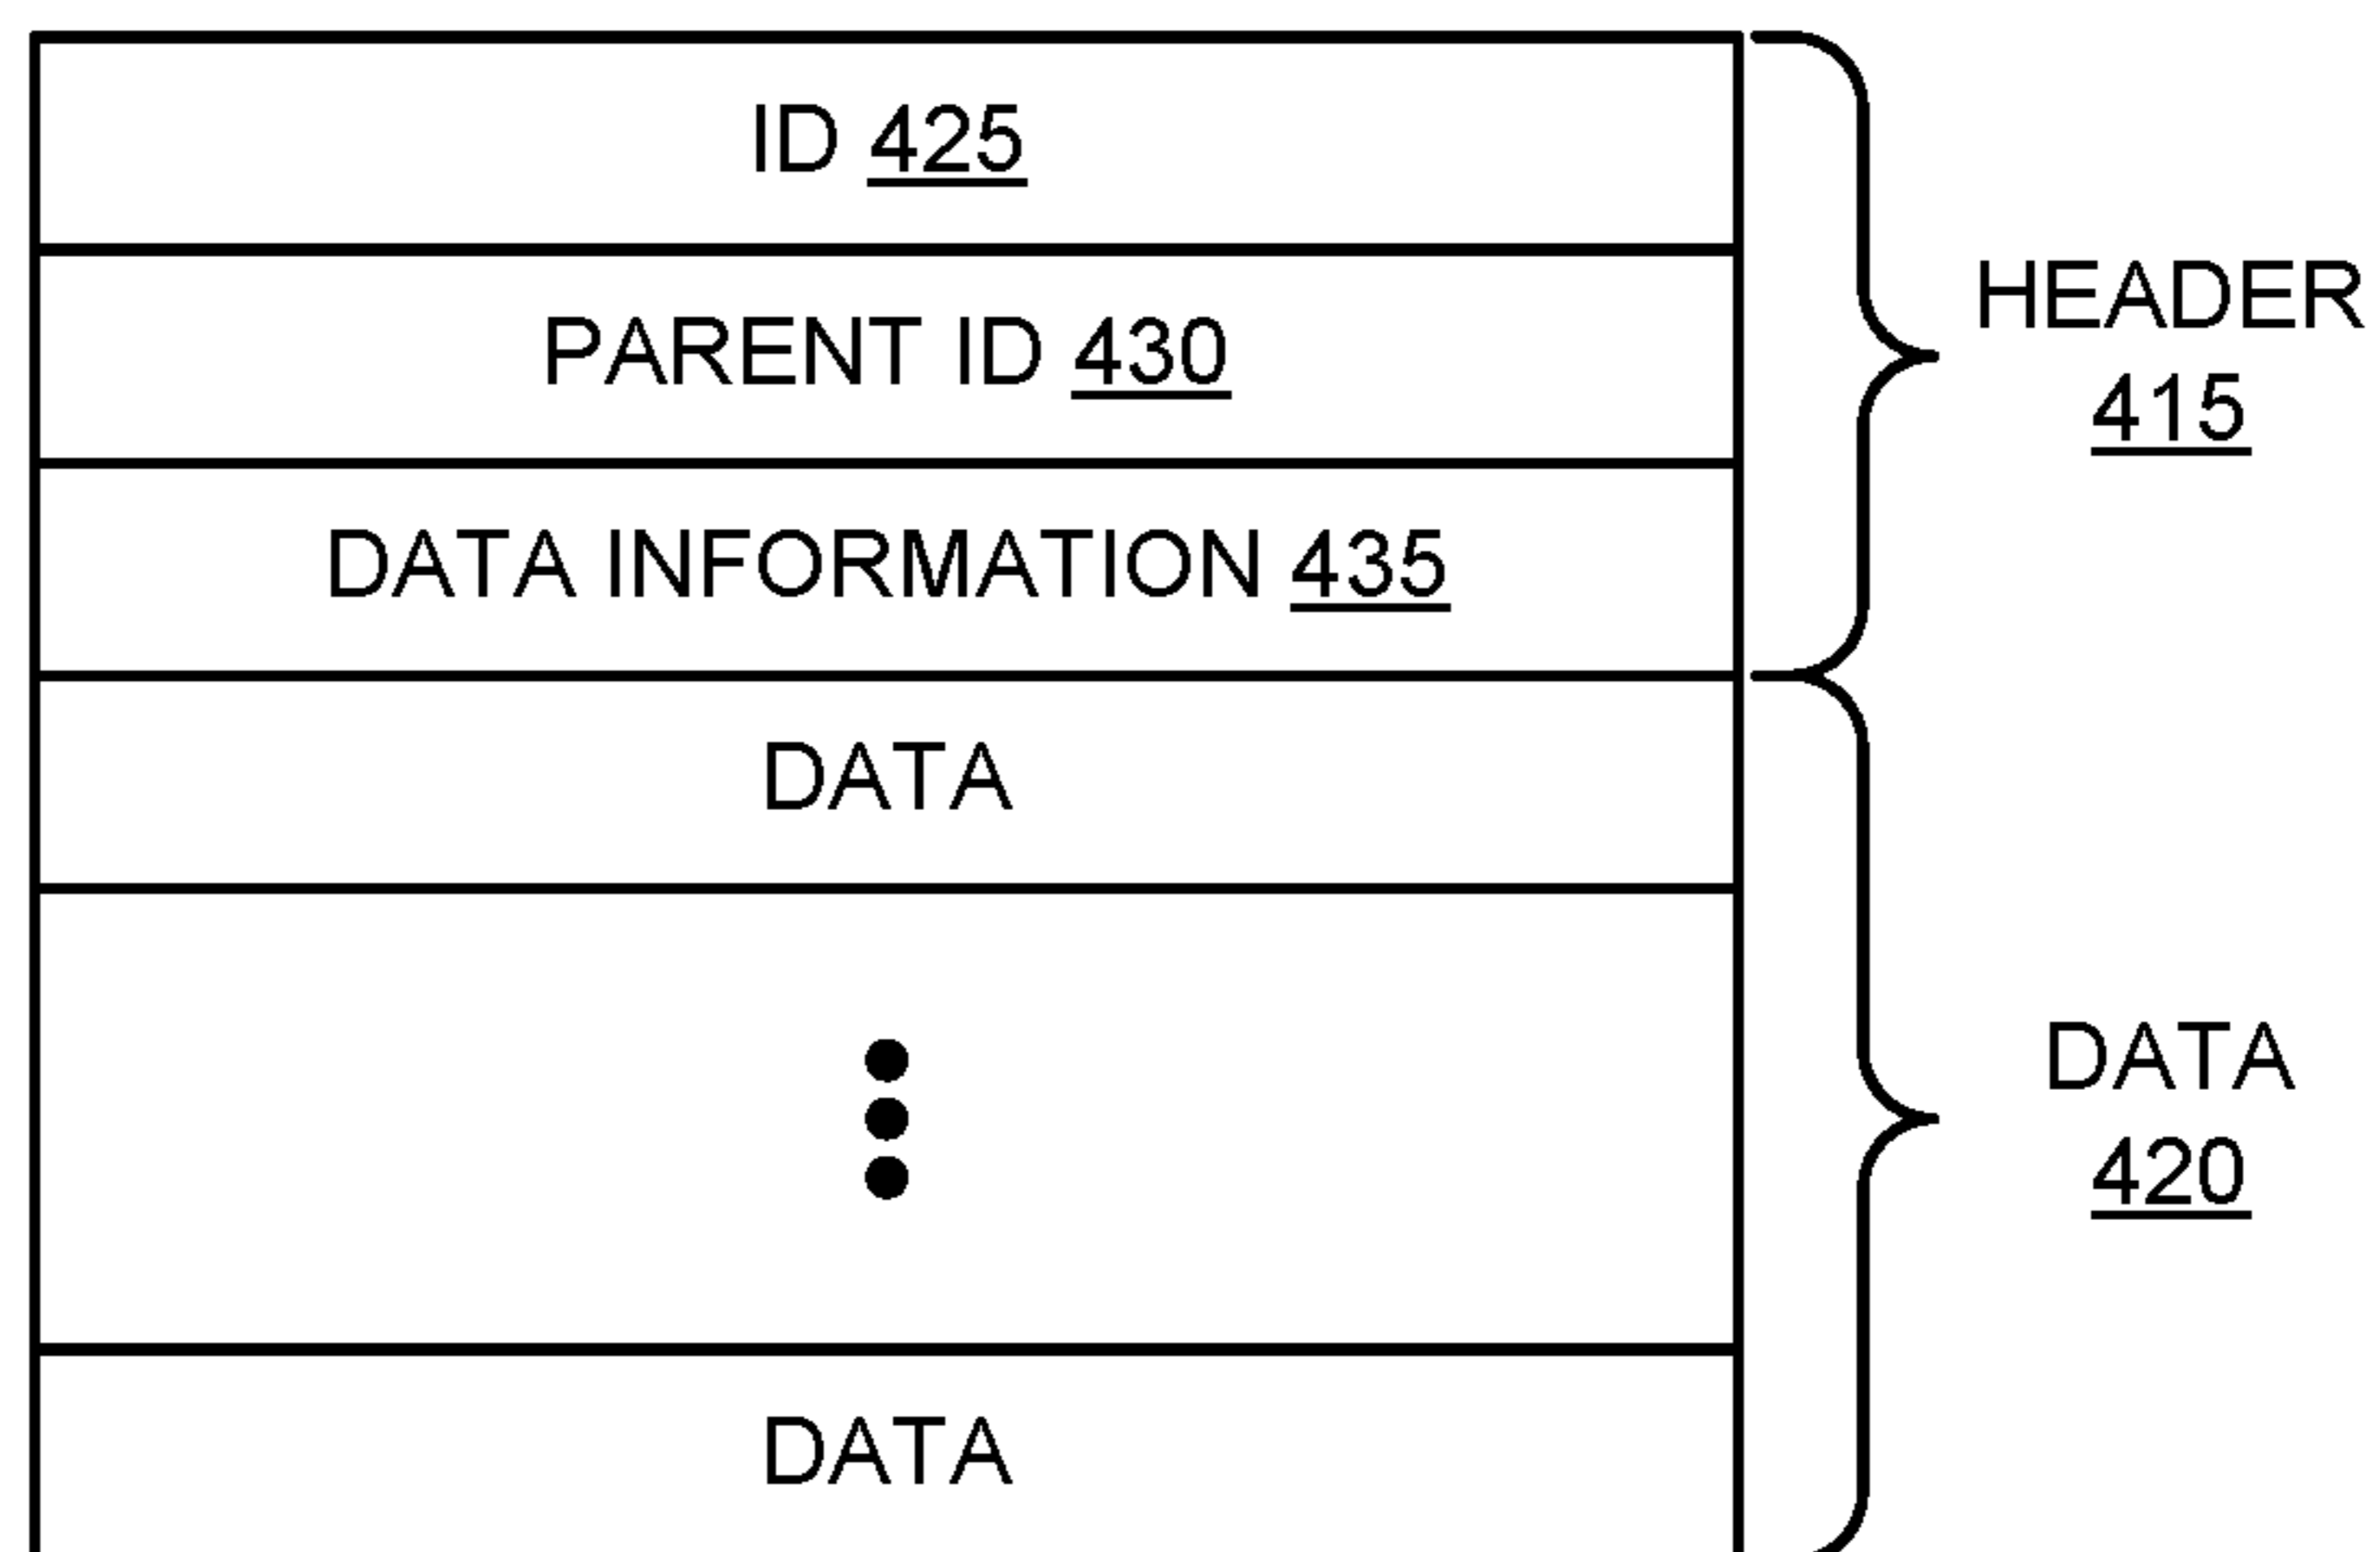 ID 425
PARENT ID 430
DATA INFORMATION 435
HEADER
415
DATA
DATA
420
DATA